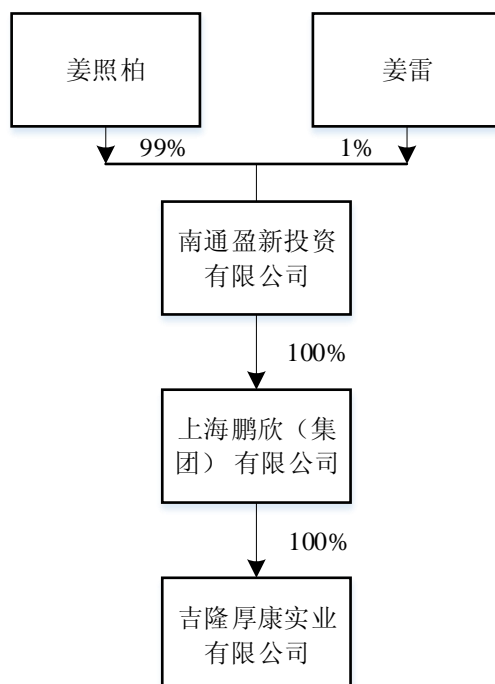 姜照柏
姜雷
99%
1%
南通盈新投资
有限公司
100%
上海鹏欣（集
团） 有限公司
100%
吉隆厚康实业
有限公司